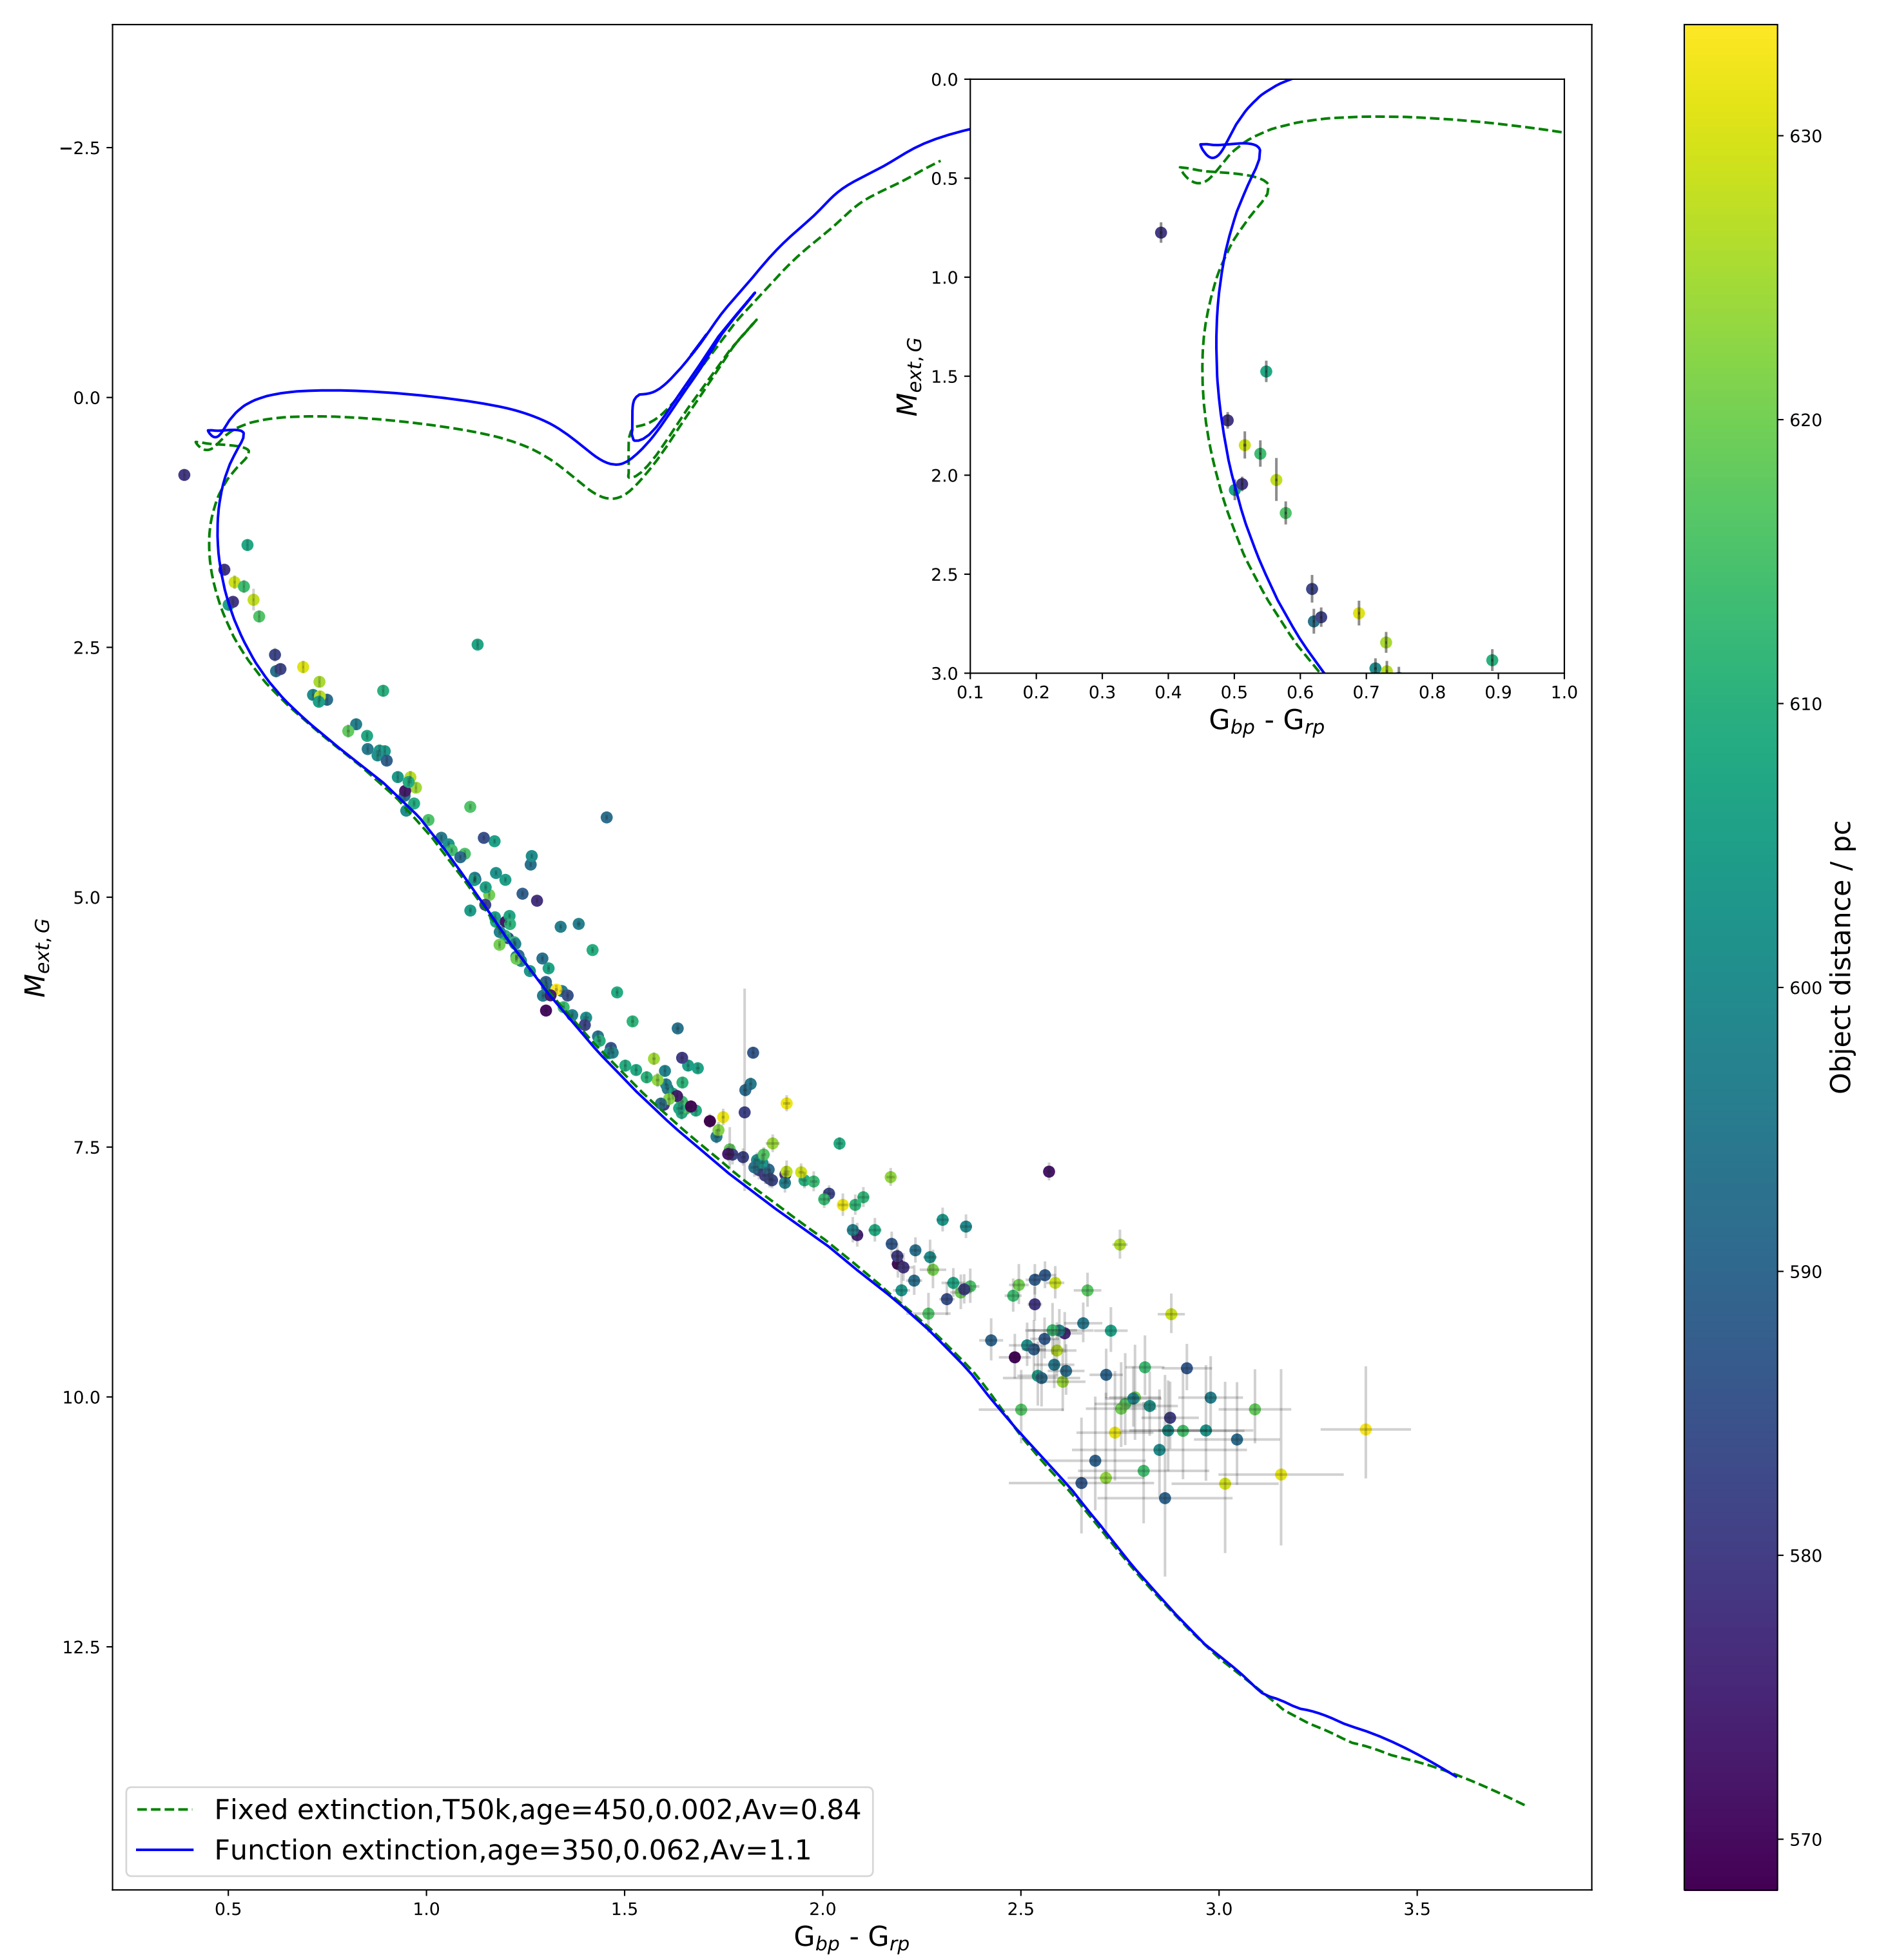 −2.5
0.0
2.5
5.0
7.5
10.0
12.5
M_ext, G
0.5 1.0 1.5 2.0 2.5 3.0 3.5
G_bp - G_rp
0.0
0.5
1.0
1.5
2.0
2.5
3.0
M_ext, G
0.1 0.2 0.3 0.4 0.5 0.6 0.7 0.8 0.9 1.0
G_bp - G_rp
Fixed extinction,T50k,age=450,0.002,Av=0.84
Function extinction,age=350,0.062,Av=1.1
630
620
610
600
590
580
570
Object distance / pc